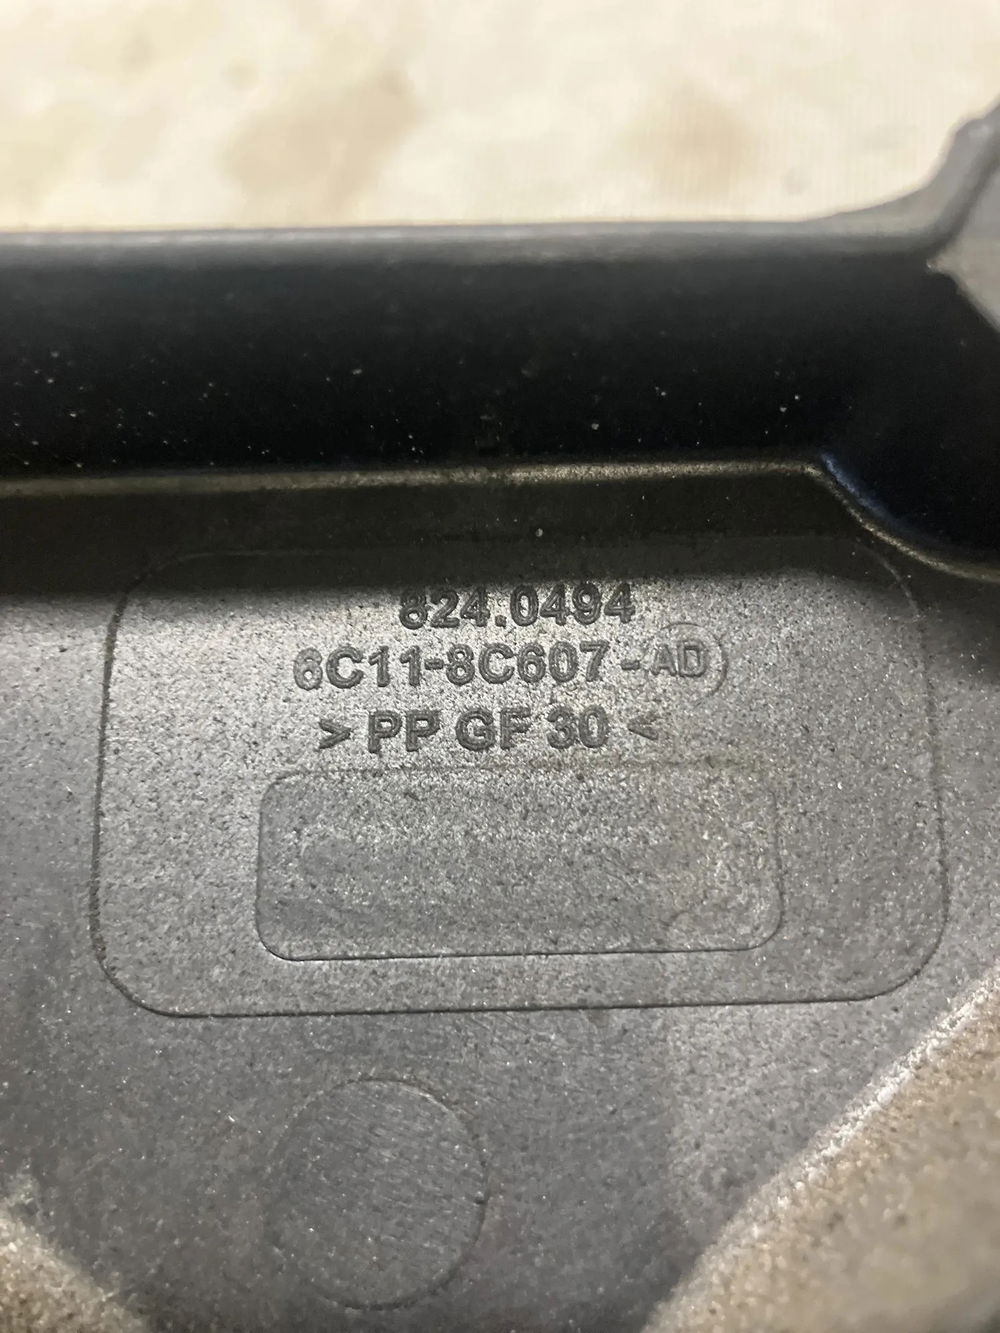 824.0494
6C11-8C607-AD
> PP GF 30 <